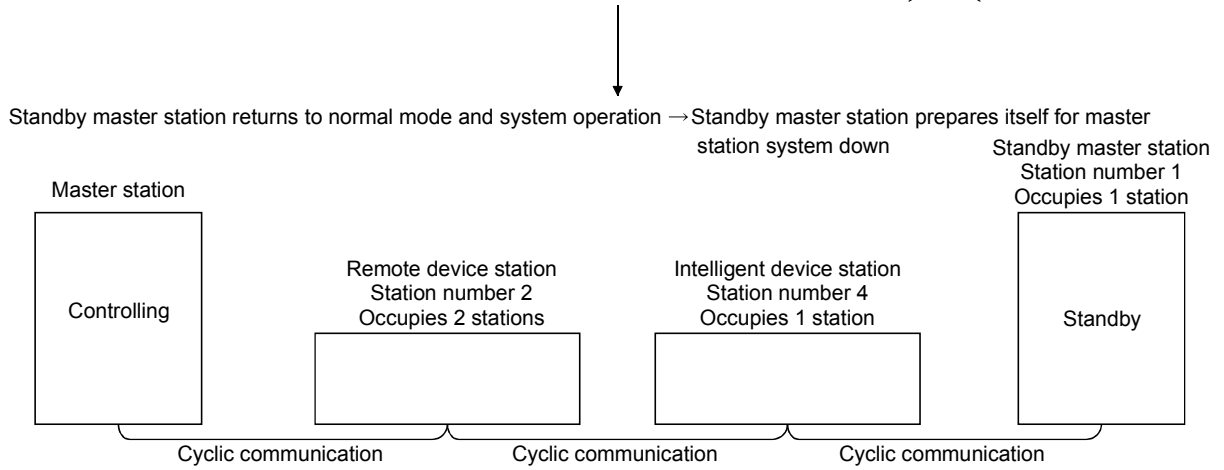 Standby master station returns to normal mode and system operation →Standby master station prepares itself for master
station system down
Standby master station
Station number 1
Occupies 1 station
Master station
Remote device station
Station number 2
Occupies 2 stations
Intelligent device station
Station number 4
Occupies 1 station
Controlling
Standby
Cyclic communication
Cyclic communication
Cyclic communication